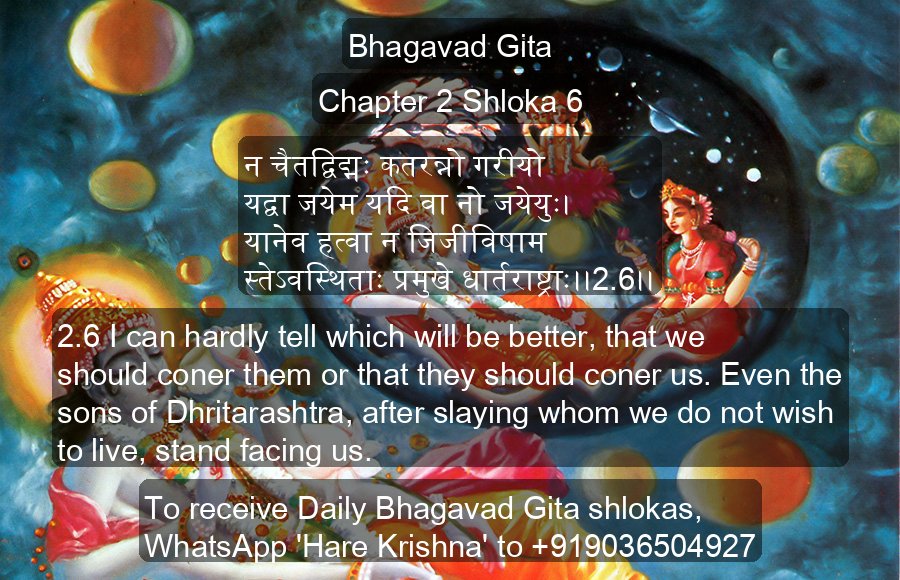 Bhagavad Gita
Chapter 2 Shloka 6
न चैतद्विद्मः कतरन्नो गरीयो
यद्वा जयेम यदि वा नो जयेयुः।
यानेव हत्वा न जिजीविषाम
स्तेऽवस्थिताः प्रमुखे धार्तराष्ट्राः।।2.6।।
2.6 I can hardly tell which will be better, that we
should coner them or that they should coner us. Even the
sons of Dhritarashtra, after slaying whom we do not wish
to live, stand facing us.
To receive Daily Bhagavad Gita shlokas,
WhatsApp 'Hare Krishna' to +919036504927